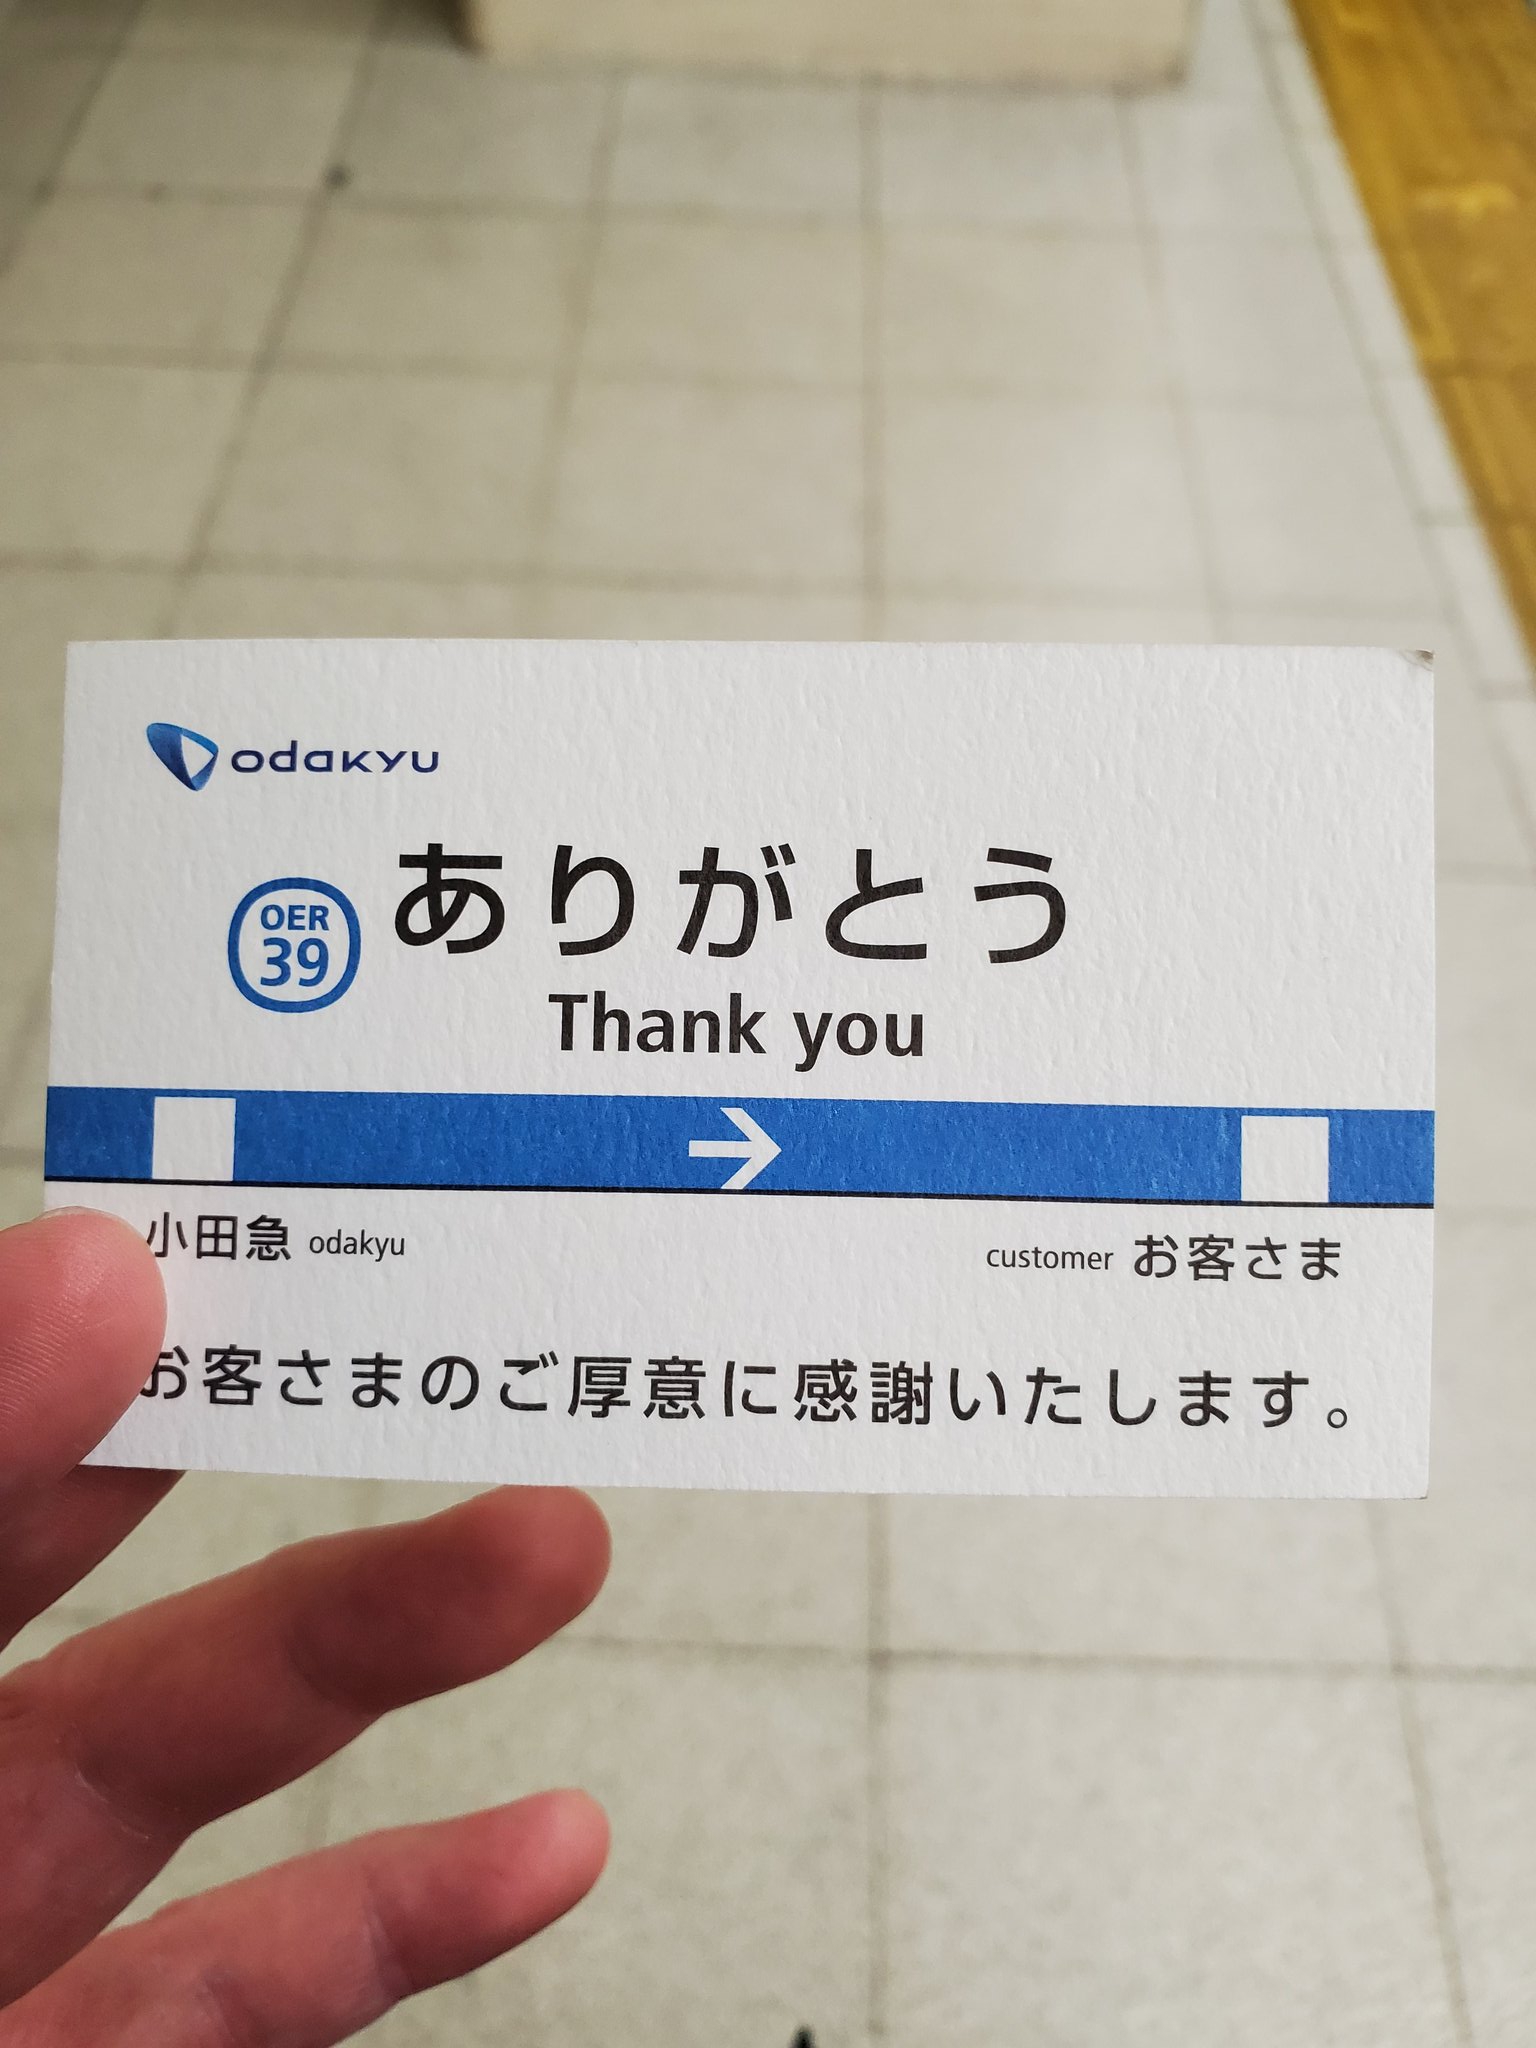 odakyu
OER
39
ありがとう
Thank you
小田急 odakyu
customer お客さま
お客さまのご厚意に感謝いたします。